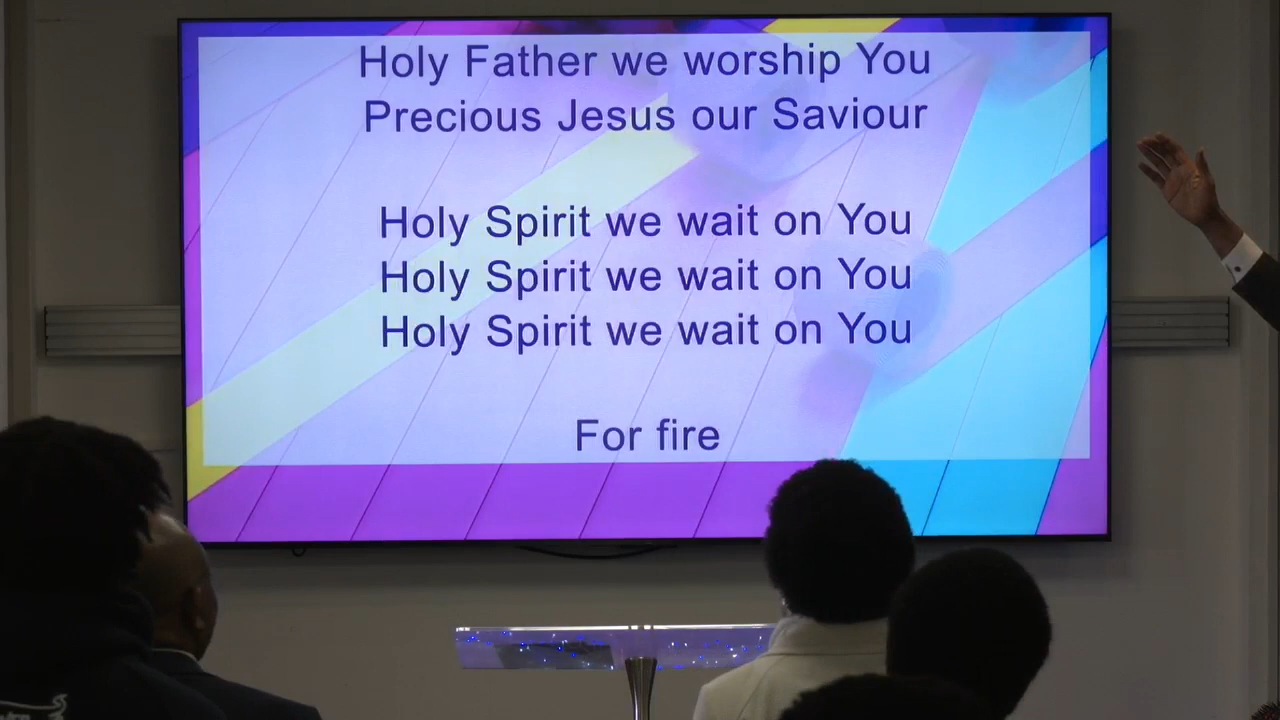 Holy Father we worship You
Precious Jesus our Saviour
Holy Spirit we wait on You
Holy Spirit we wait on You
Holy Spirit we wait on You
For fire